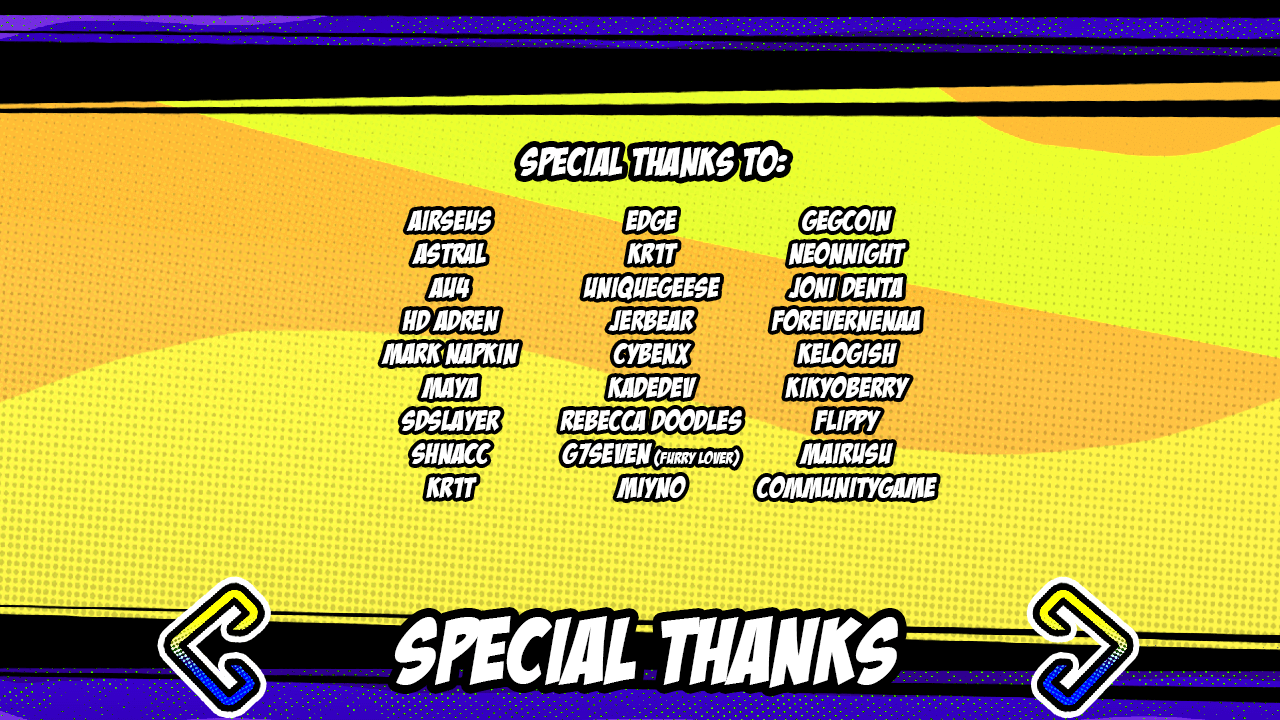 SPECIAL THANKS TO:
AIRSEUS
ASTRAL
AU4
HD ADREN
MARK NAPKIN
MAYA
SDSLAYER
SHNACC
KR1T
EDGE
KR1T
UNIQUEGEESE
JERBEAR
CYBENX
KADEDEV
REBECCA DOODLES
G7SEVEN (FURRY LOVER)
MIYNO
GEGCOIN
NEONNIGHT
JONI DENTA
FOREVERNENAA
KELOGISH
KIKYOBERRY
FLIPPY
MAIRUSU
COMMUNITYGAME
SPECIAL THANKS